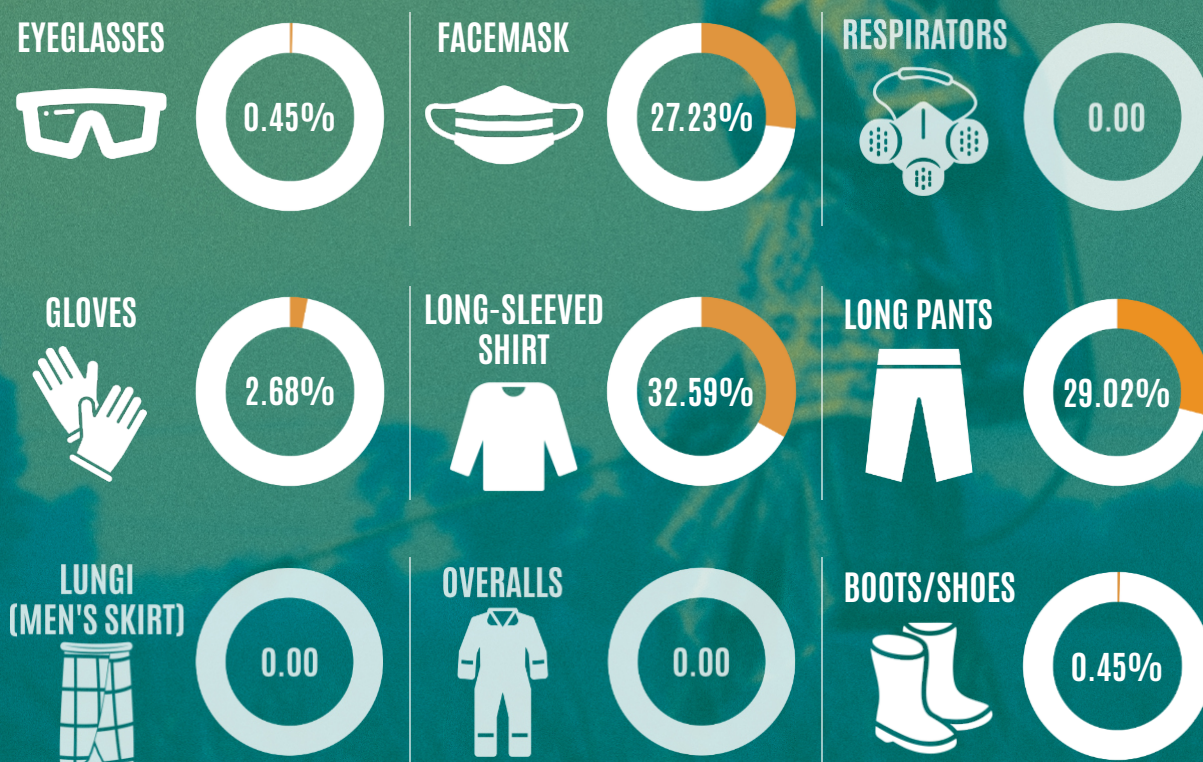 EYEGLASSES
0.45%
FACEMASK
27.23%
RESPIRATORS
0.00
GLOVES
2.68%
LONG-SLEEVED
SHIRT
32.59%
LONG PANTS
29.02%
LUNGI
(MEN'S SKIRT)
0.00
OVERALLS
0.00
BOOTS/SHOES
0.45%